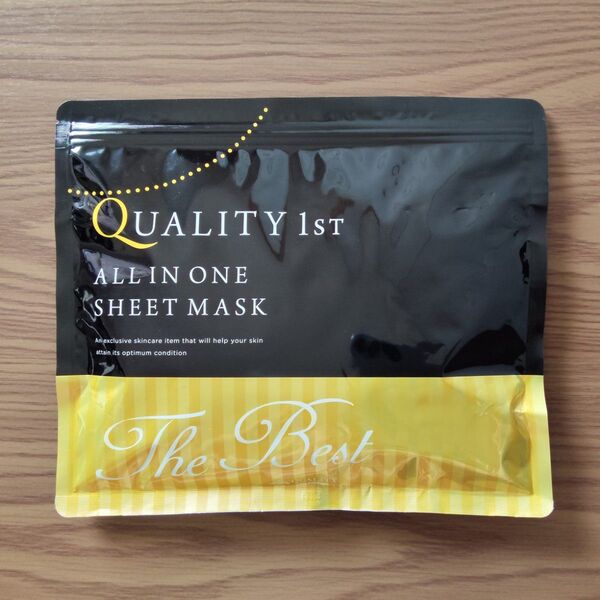 QUALITY 1ST
ALL IN ONE
SHEET MASK
An exclusive skincare item that will help your skin
attain its optimum condition
The Best